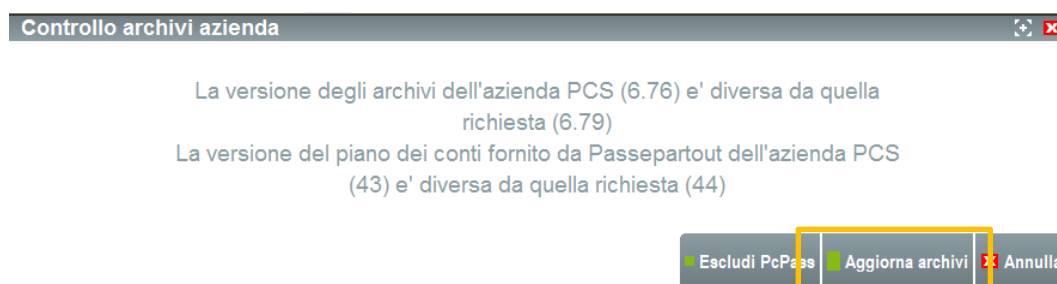 Controllo archivi azienda
La versione degli archivi dell'azienda PCS (6.76) e' diversa da quella
richiesta (6.79)
La versione del piano dei conti fornito da Passepartout dell'azienda PCS
(43) e' diversa da quella richiesta (44)
Escludi PcPass Aggiorna archivi Annulla